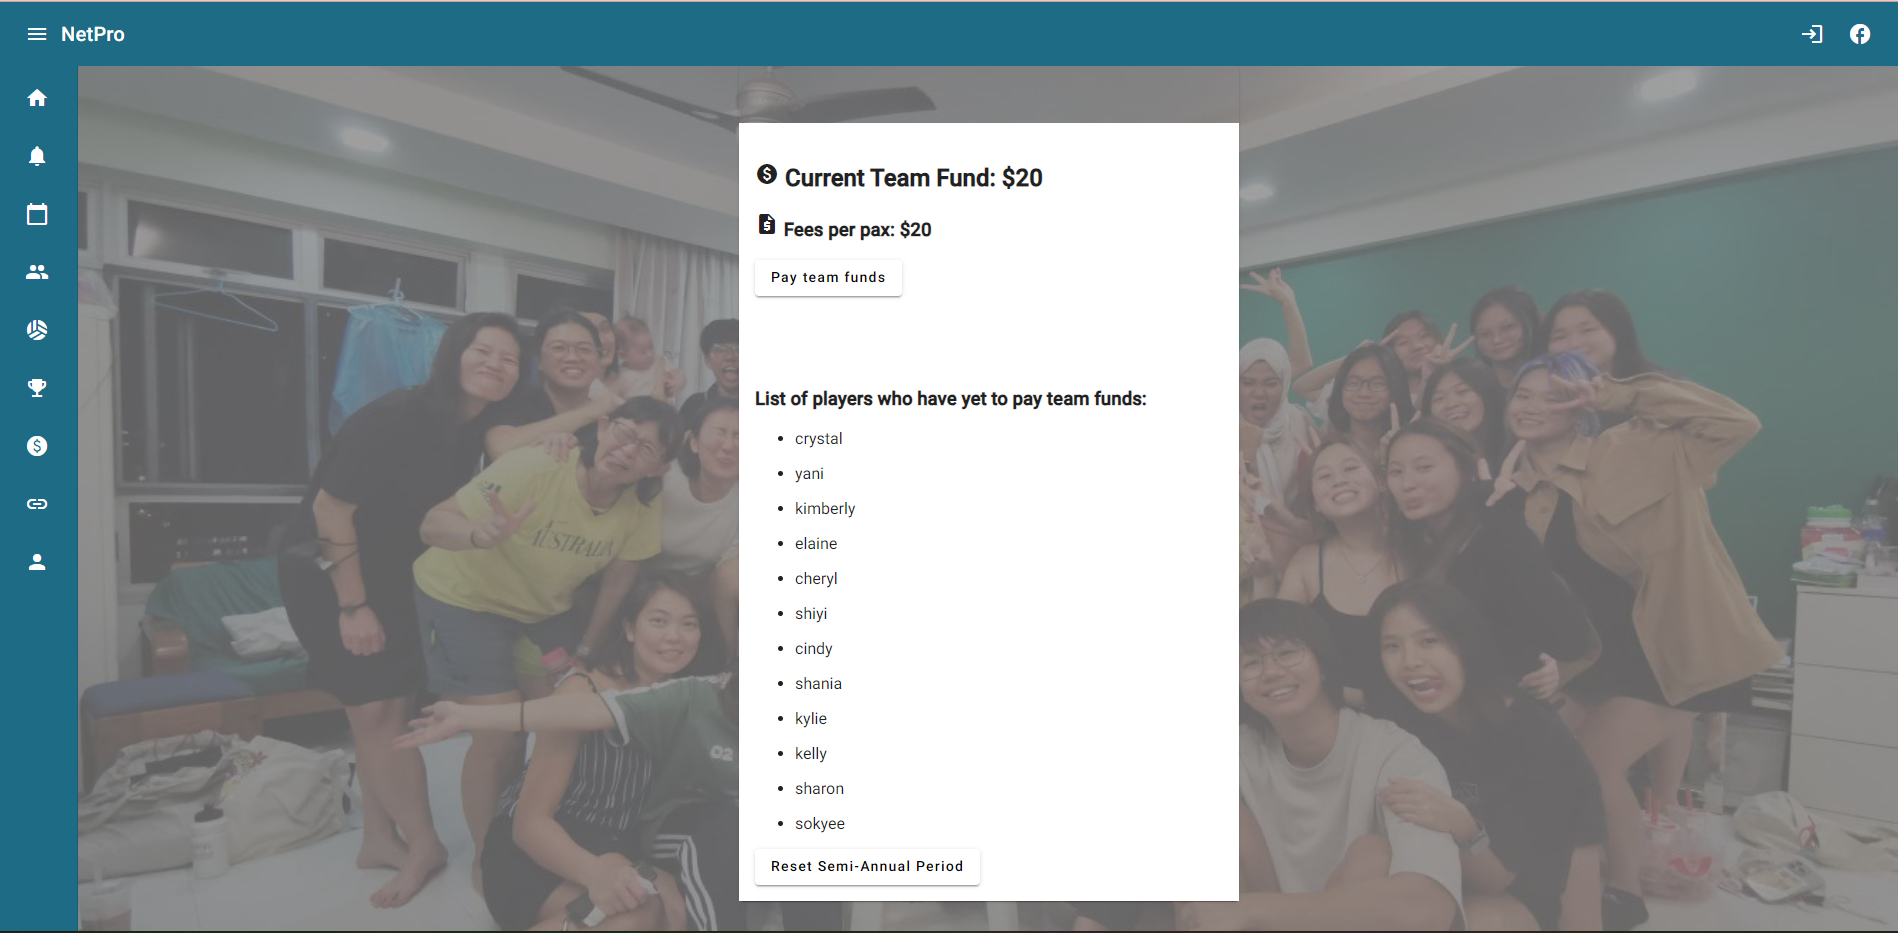 NetPro
Current Team Fund: $20
Fees per pax: $20
Pay team funds
List of players who have yet to pay team funds:
crystal
yani
kimberly
elaine
cheryl
shiyi
cindy
shania
kylie
kelly
sharon
sokyee
Reset Semi-Annual Period
AUSTRALIA
02